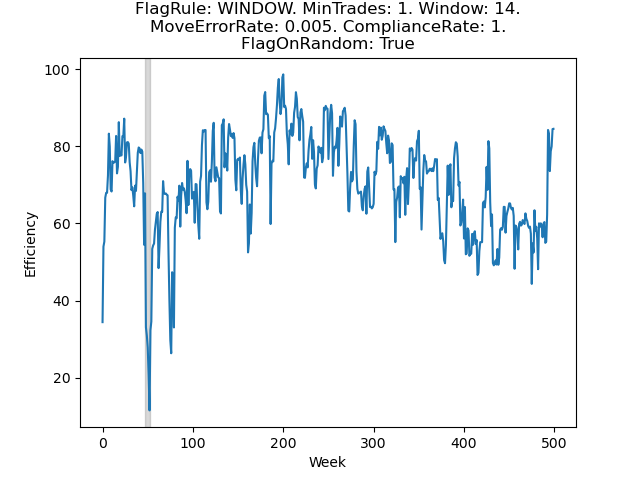 FlagRule: WINDOW. MinTrades: 1. Window: 14.
MoveErrorRate: 0.005. ComplianceRate: 1.
FlagOnRandom: True
100
80
60
40
20
Efficiency
0 100 200 300 400 500
Week